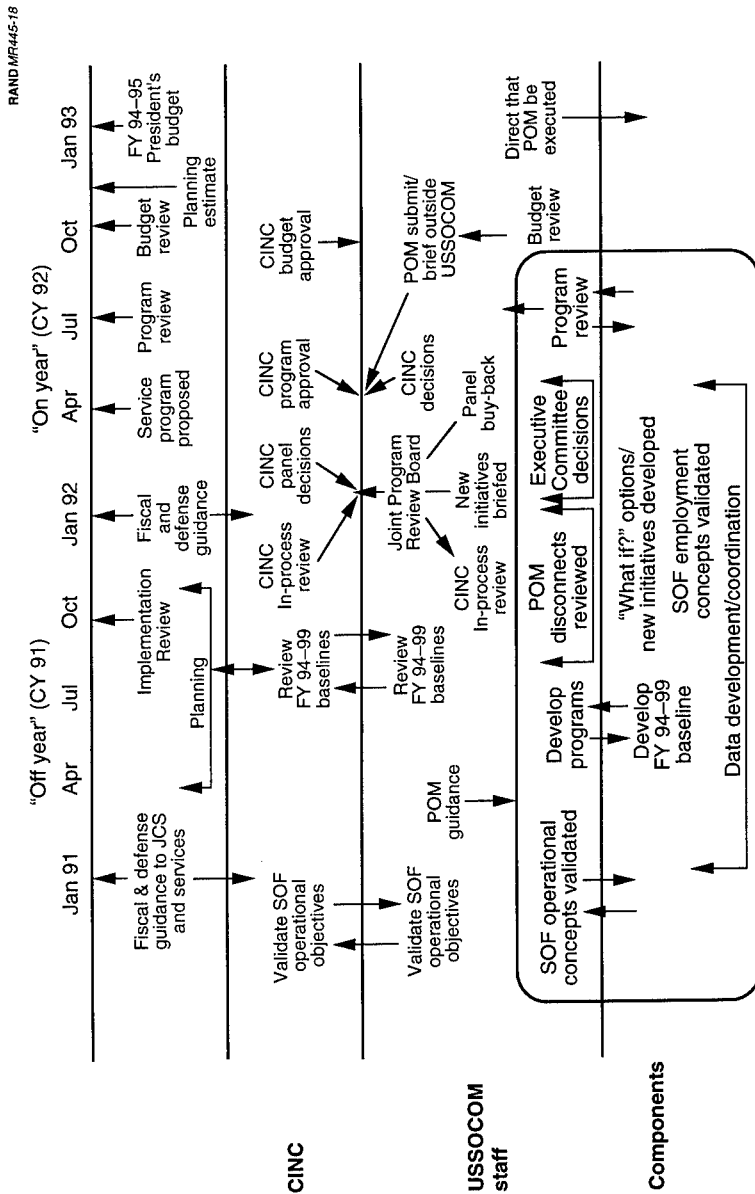 RAND MR445-18
"Off year" (CY 91)
"On year" (CY 92)
Jan 91
Apr
Jul
Oct
Jan 92
Apr
Jul
Oct
Jan 93
Fiscal & defense
guidance to JCS
and services
Planning
Implementation
Review
Fiscal
and
defense
guidance
Service
program
proposed
Program
review
Budget
review
Planning
estimate
FY 94–95
President's
budget
CINC
Validate SOF
operational
objectives
Review
FY 94–99
baselines
CINC
In-process
review
CINC
panel
decisions
CINC
program
approval
CINC
budget
approval
USSOCOM
staff
Validate SOF
operational
objectives
POM
guidance
Review
FY 94–99
baselines
CINC
In-process
review
Joint Program
Review Board
New
initiatives
briefed
Panel
buy-back
CINC
decisions
POM submit/
brief outside
USSOCOM
Budget
review
Direct that
POM be
executed
SOF operational
concepts validated
Develop
programs
POM
disconnects
reviewed
Executive
Committee
decisions
Program
review
Components
Develop
FY 94–99
baseline
"What if?" options/
new initiatives developed
SOF employment
concepts validated
Data development/coordination